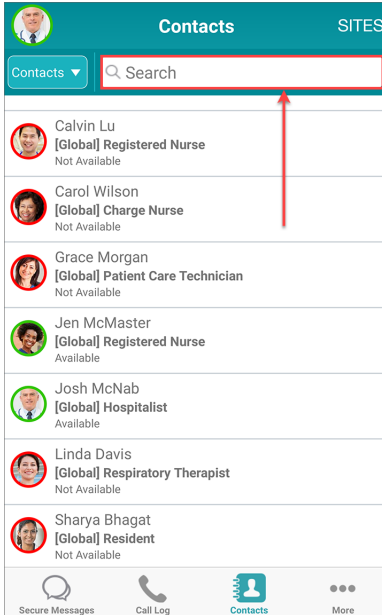 Contacts
SITES
Contacts ▼
Search
Calvin Lu
[Global] Registered Nurse
Not Available
Carol Wilson
[Global] Charge Nurse
Not Available
Grace Morgan
[Global] Patient Care Technician
Not Available
Jen McMaster
[Global] Registered Nurse
Available
Josh McNab
[Global] Hospitalist
Available
Linda Davis
[Global] Respiratory Therapist
Not Available
Sharya Bhagat
[Global] Resident
Not Available
Secure Messages
Call Log
Contacts
More